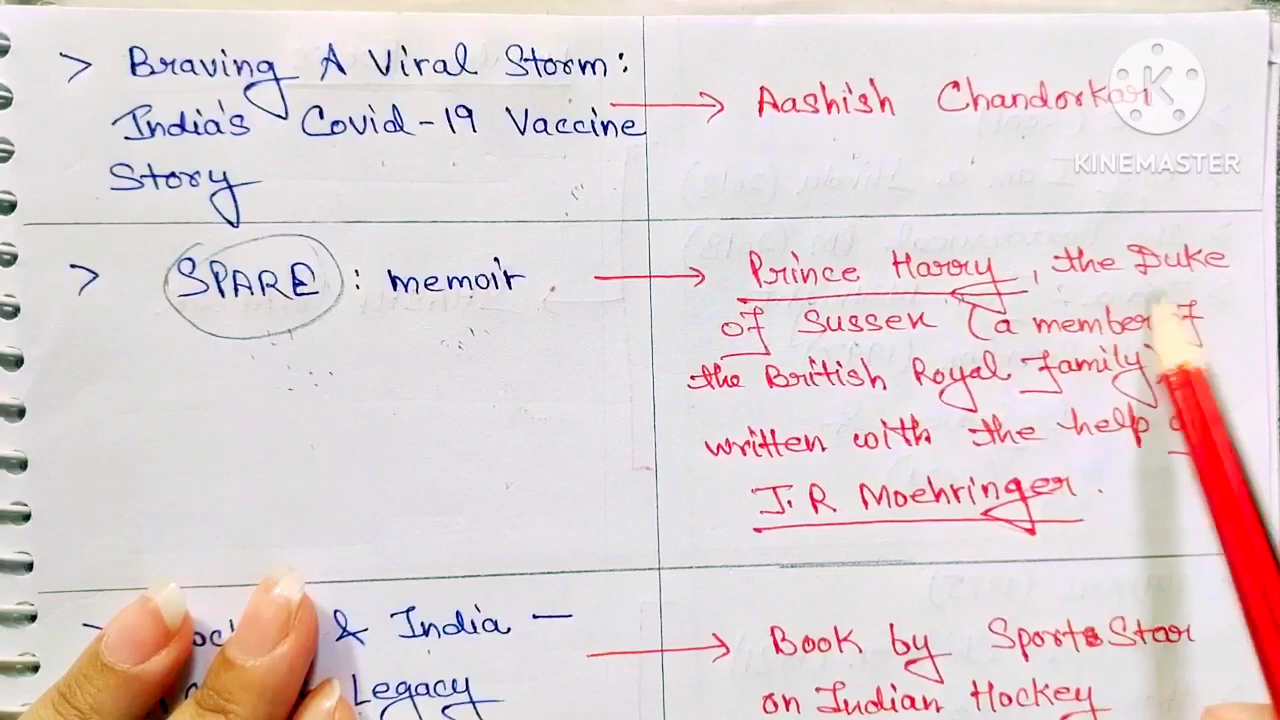 > Braving A Viral Storm:
India's Covid-19 Vaccine
Story
→ Aashish Chandorkar
KINEMASTER
> SPARE : memoir
→ Prince Harry, the Duke
of Sussex (a member of
the British Royal Family)
written with the help
J.R Moehringer.
& India —
Legacy
→ Book by SportsStar
on Indian Hockey